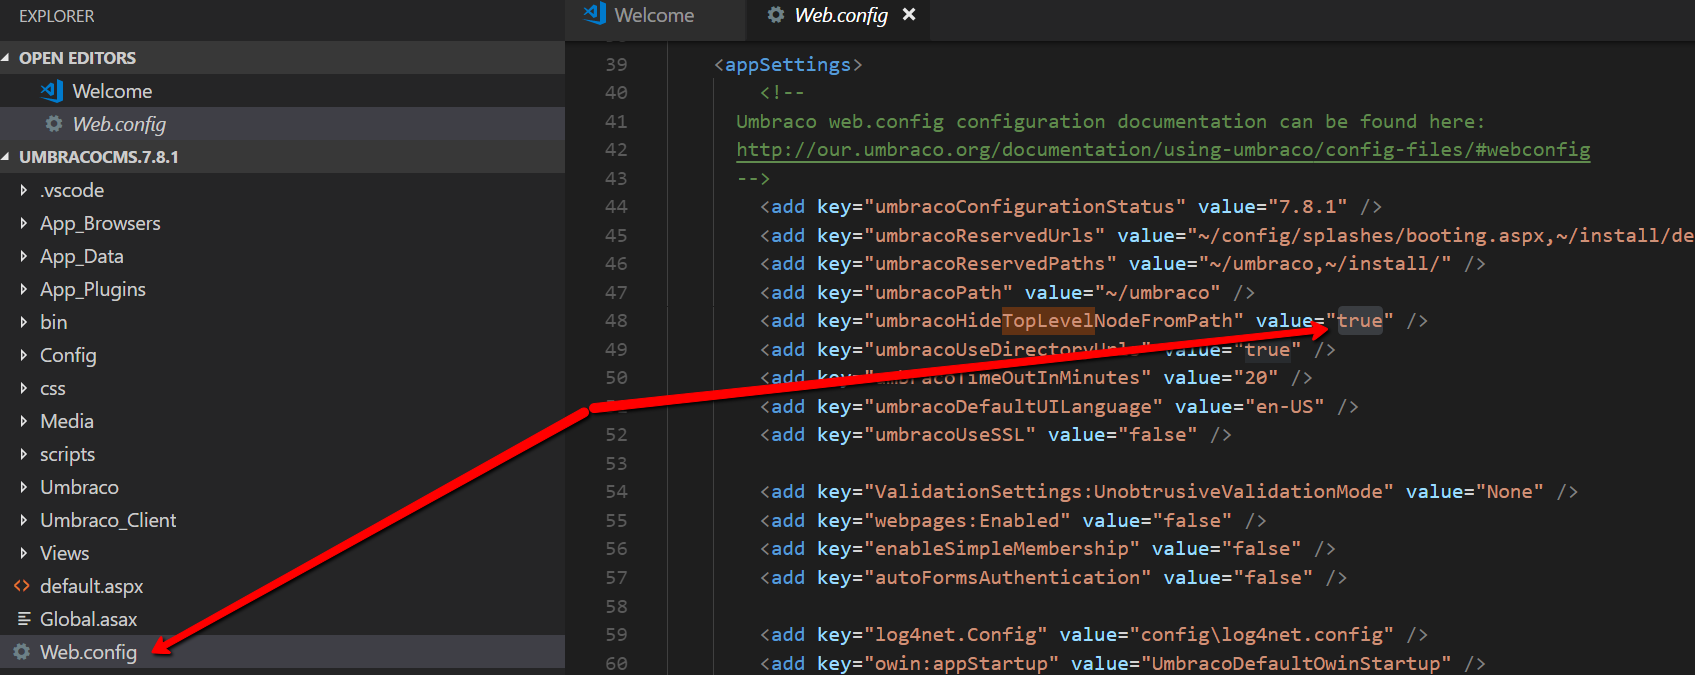 EXPLORER
OPEN EDITORS
Welcome
Web.config
UMBRACOCMS.7.8.1
.vscode
App_Browsers
App_Data
App_Plugins
bin
Config
css
Media
scripts
Umbraco
Umbraco_Client
Views
default.aspx
Global.asax
Web.config
Welcome
Web.config
39 <appSettings>
40 <!--
41 Umbraco web.config configuration documentation can be found here:
42 http://our.umbraco.org/documentation/using-umbraco/config-files/#webconfig
43 -->
44 <add key="umbracoConfigurationStatus" value="7.8.1" />
45 <add key="umbracoReservedUrls" value="~/config/splashes/booting.aspx,~/install/de
46 <add key="umbracoReservedPaths" value="~/umbraco,~/install/" />
47 <add key="umbracoPath" value="~/umbraco" />
48 <add key="umbracoHideTopLevelNodeFromPath" value="true" />
49 <add key="umbracoUseDirectoryUrls" value="true" />
50 <add key="umbracoTimeOutInMinutes" value="20" />
<add key="umbracoDefaultUILanguage" value="en-US" />
52 <add key="umbracoUseSSL" value="false" />
53
54 <add key="ValidationSettings:UnobtrusiveValidationMode" value="None" />
55 <add key="webpages:Enabled" value="false" />
56 <add key="enableSimpleMembership" value="false" />
57 <add key="autoFormsAuthentication" value="false" />
58
59 <add key="log4net.Config" value="config\log4net.config" />
60 <add key="owin:appStartup" value="UmbracoDefaultOwinStartup" />